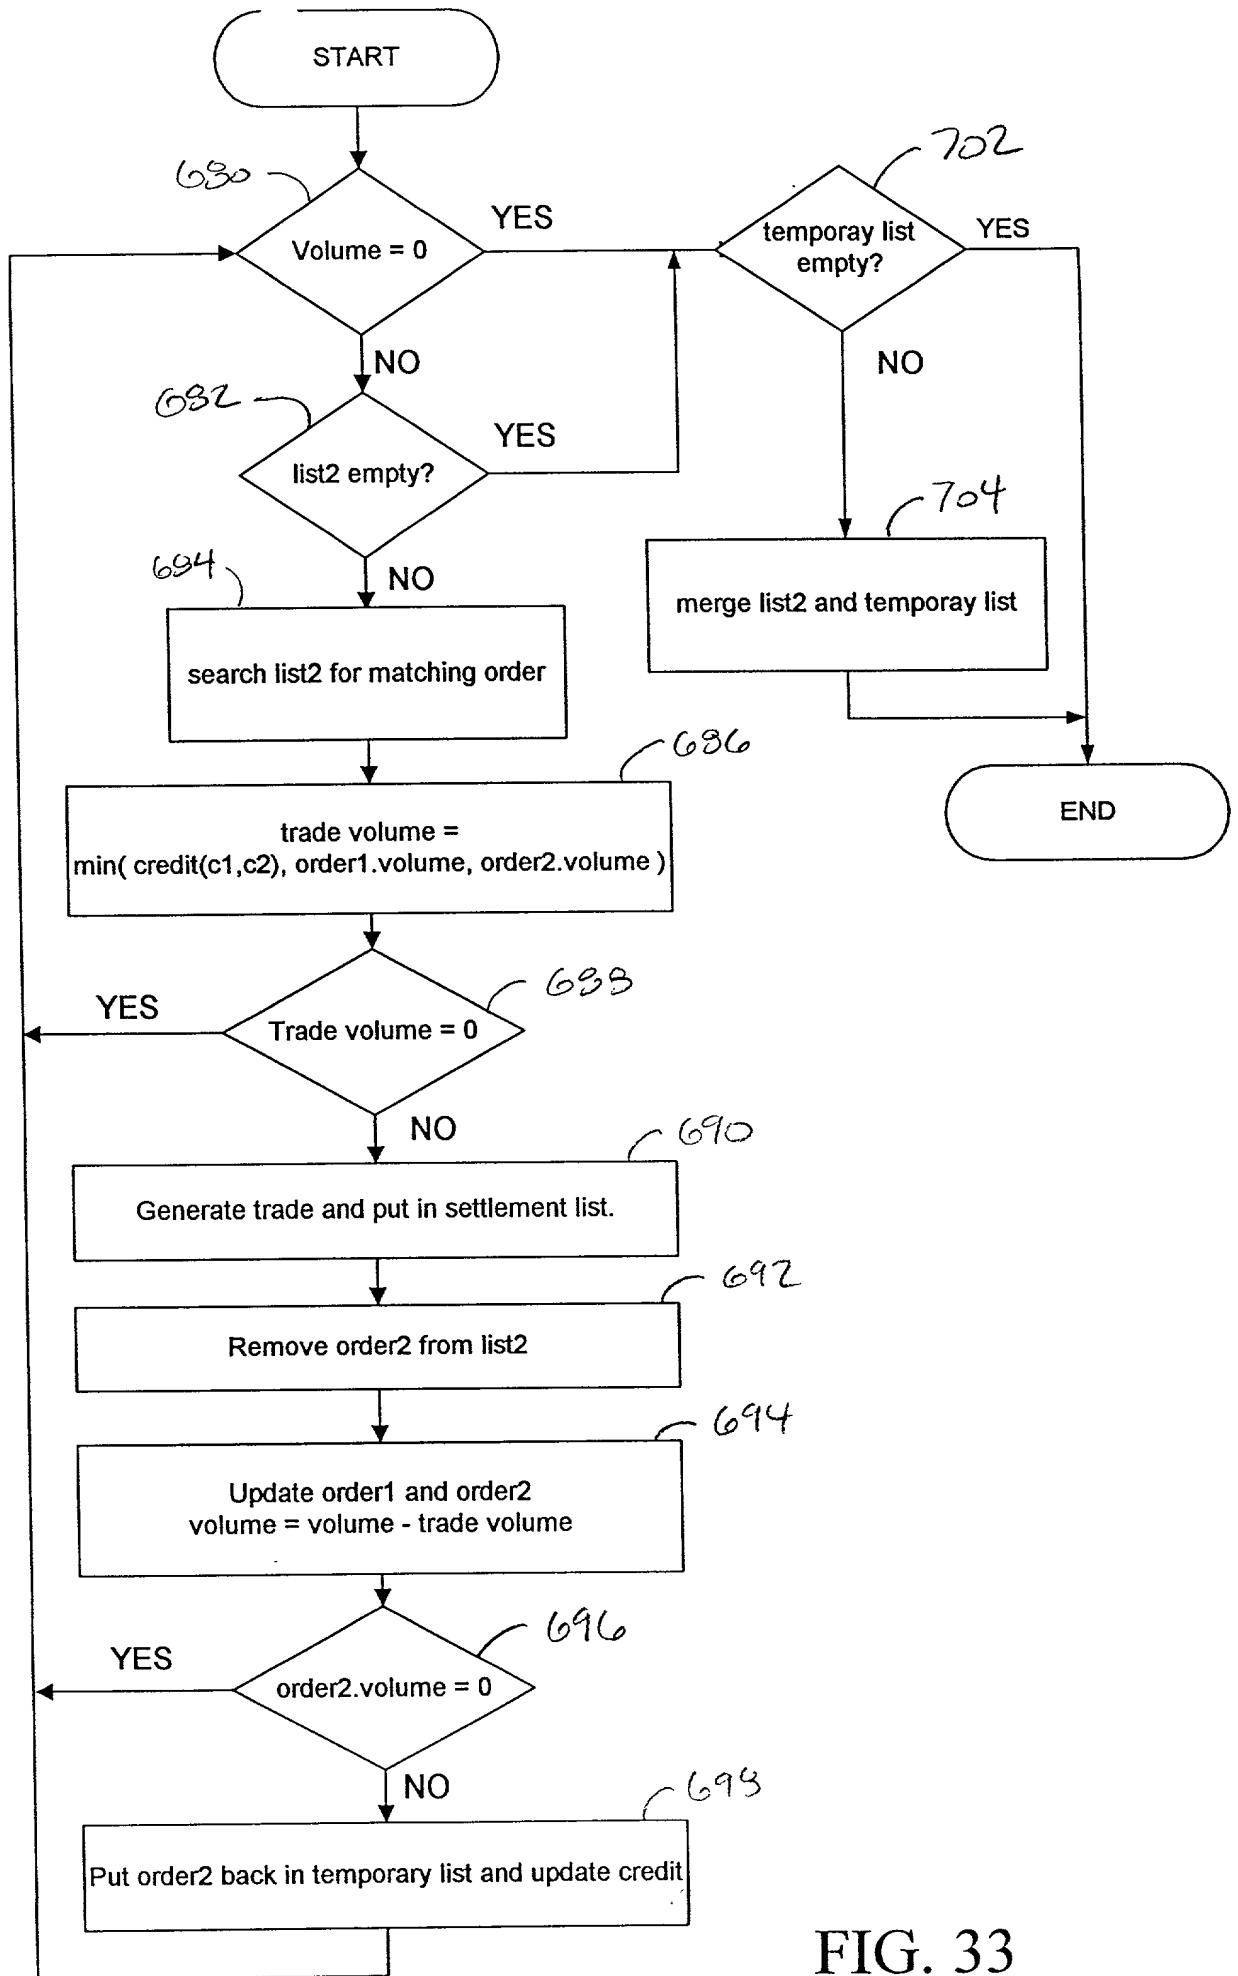 START
680
Volume = 0
YES
702
temporay list
empty?
YES
NO
NO
682
list2 empty?
YES
704
merge list2 and temporay list
684
NO
search list2 for matching order
END
686
trade volume =
min( credit(c1,c2), order1.volume, order2.volume )
688
YES
Trade volume = 0
NO
690
Generate trade and put in settlement list.
692
Remove order2 from list2
694
Update order1 and order2
volume = volume - trade volume
696
YES
order2.volume = 0
NO
698
Put order2 back in temporary list and update credit
FIG. 33